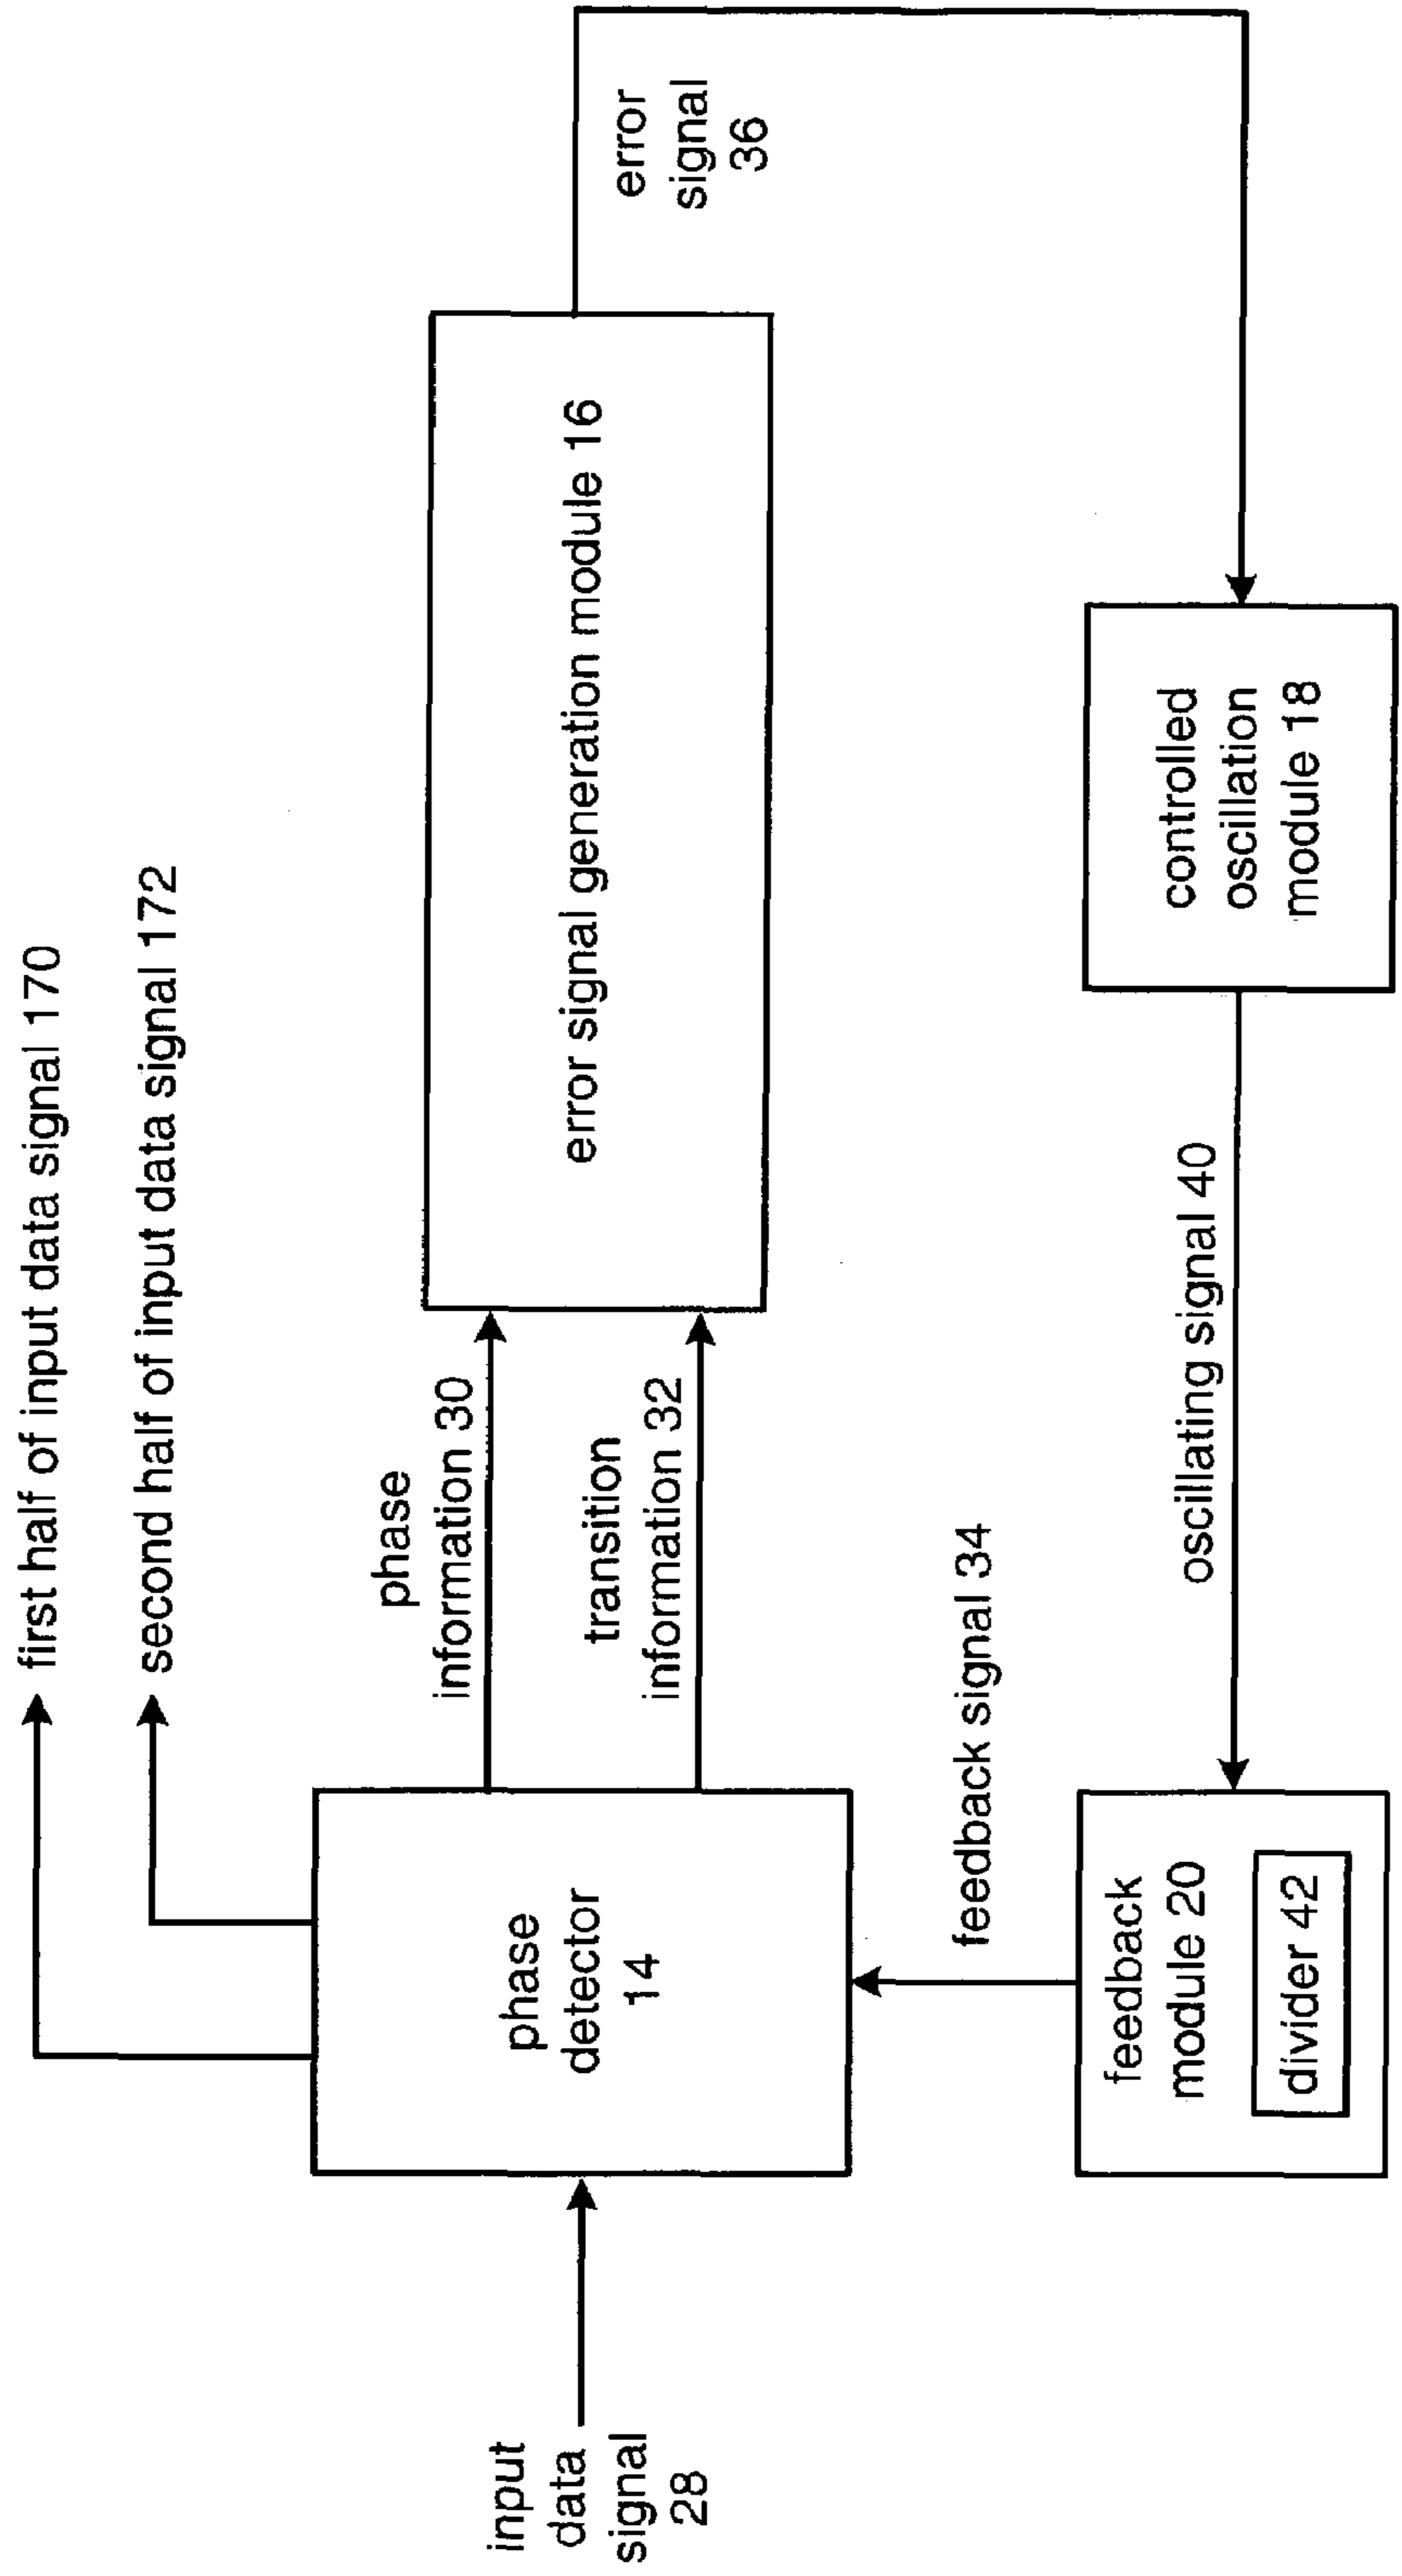 first half of input data signal 170
second half of input data signal 172
phase
information 30
transition
information 32
error
signal
36
error signal generation module 16
input
data
signal
28
phase
detector
14
feedback signal 34
feedback
module 20
divider 42
oscillating signal 40
controlled
oscillation
module 18